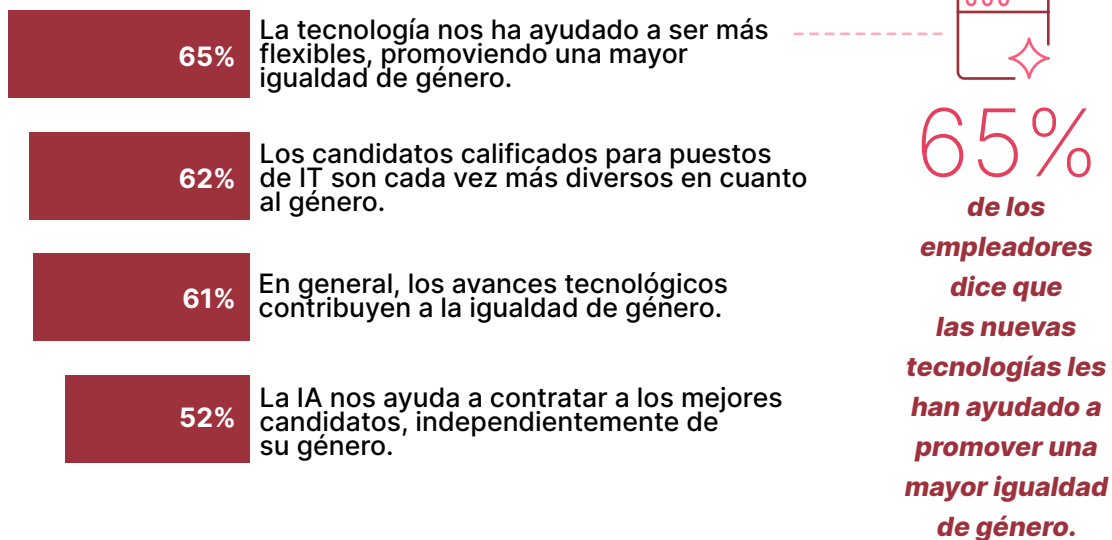 65%
La tecnología nos ha ayudado a ser más
flexibles, promoviendo una mayor
igualdad de género.
62%
Los candidatos calificados para puestos
de IT son cada vez más diversos en cuanto
al género.
61%
En general, los avances tecnológicos
contribuyen a la igualdad de género.
52%
La IA nos ayuda a contratar a los mejores
candidatos, independientemente de
su género.
65%
de los
empleadores
dice que
las nuevas
tecnologías les
han ayudado a
promover una
mayor igualdad
de género.